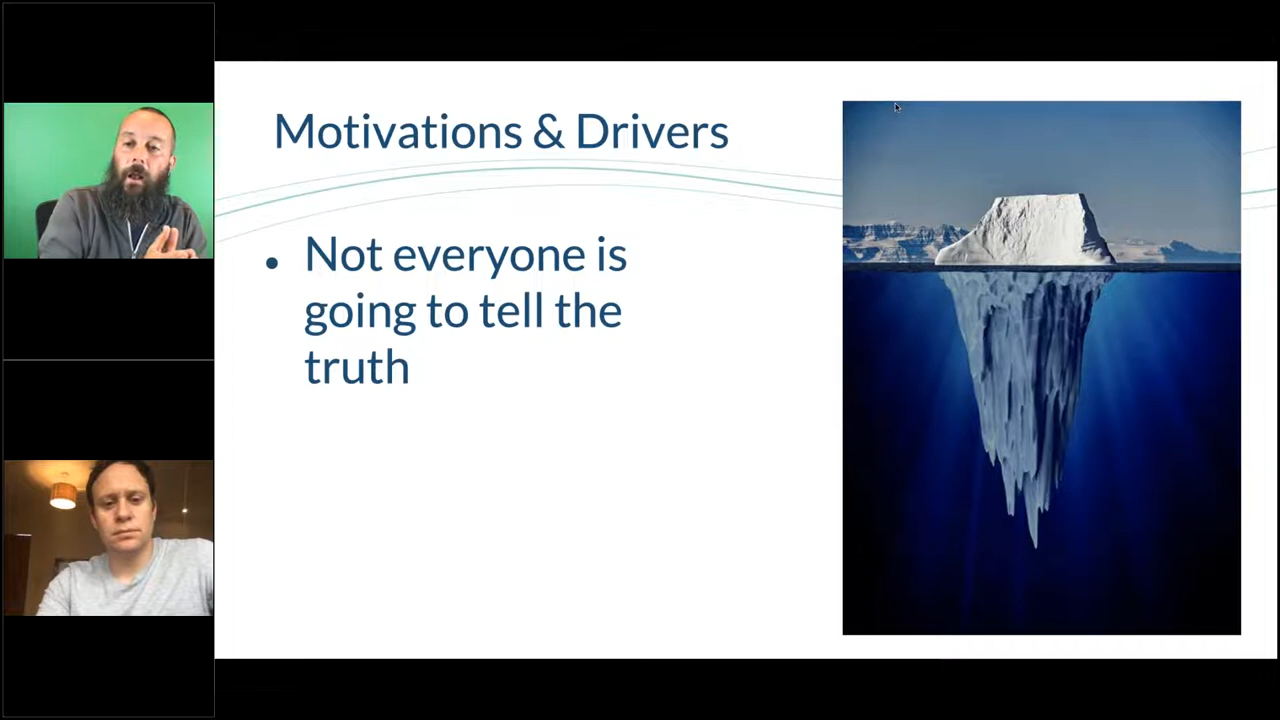 Motivations & Drivers
• Not everyone is
going to tell the
truth